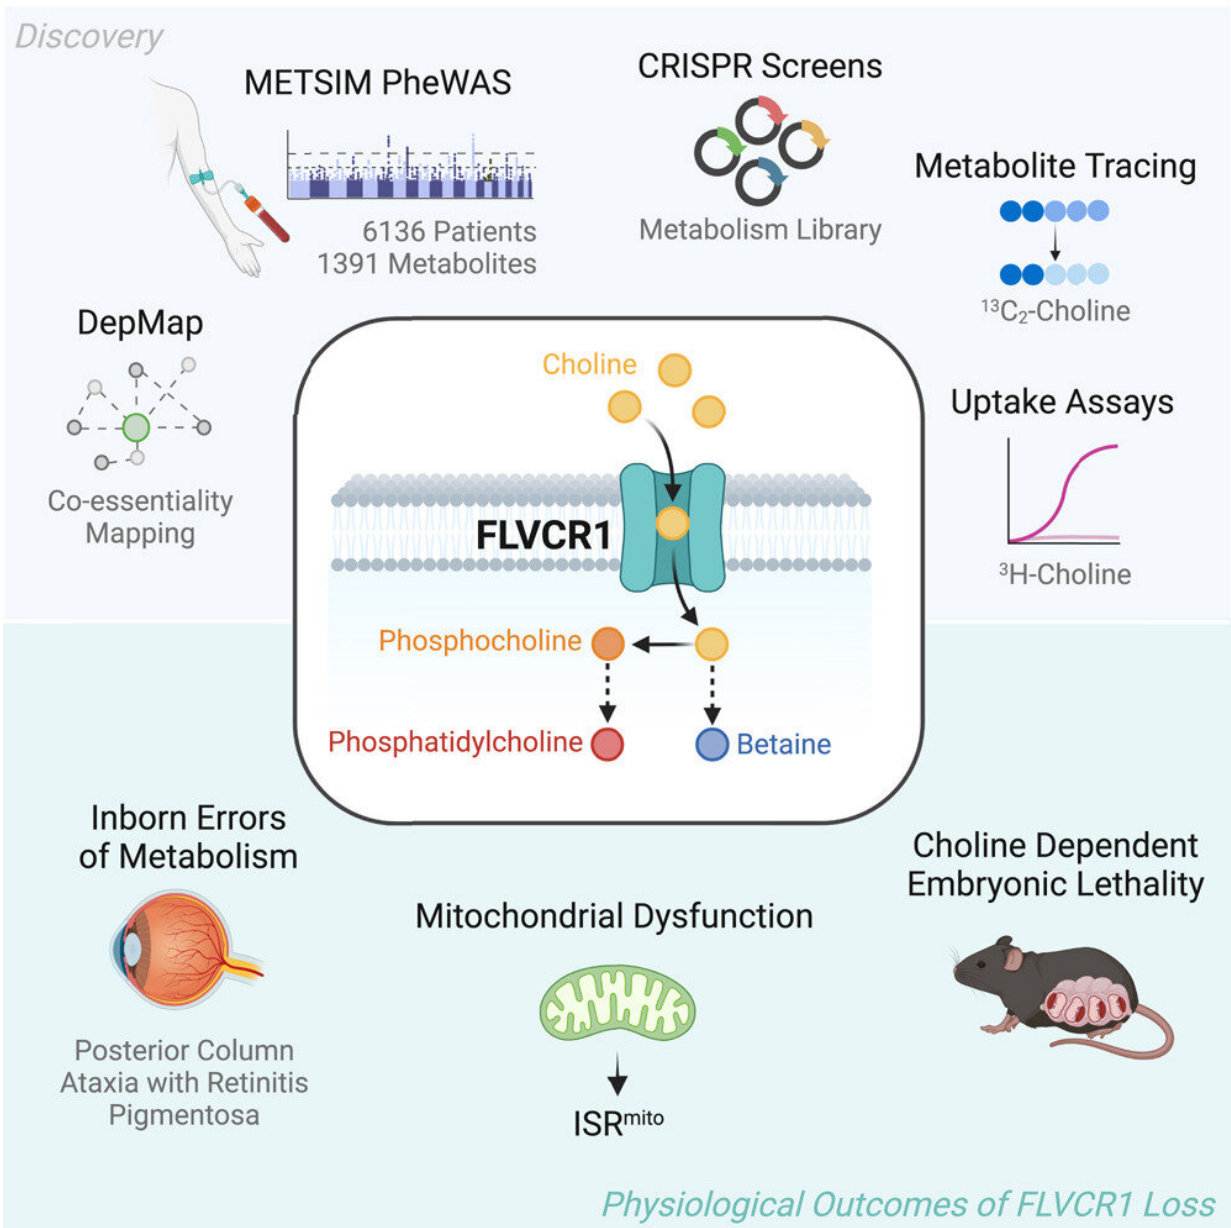 Discovery
METSIM PheWAS
6136 Patients
1391 Metabolites
CRISPR Screens
Metabolism Library
Metabolite Tracing
¹³C₂-Choline
DepMap
Co-essentiality
Mapping
Uptake Assays
³H-Choline
Choline
FLVCR1
Phosphocholine
Phosphatidylcholine
Betaine
Inborn Errors
of Metabolism
Posterior Column
Ataxia with Retinitis
Pigmentosa
Mitochondrial Dysfunction
ISRᵐⁱᵗᵒ
Choline Dependent
Embryonic Lethality
Physiological Outcomes of FLVCR1 Loss